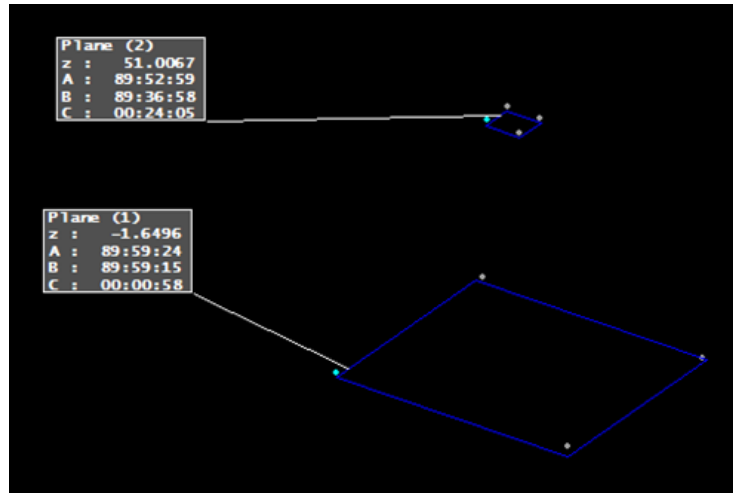 Plane (2)
z : 51.0067
A : 89:52:59
B : 89:36:58
C : 00:24:05
Plane (1)
z : -1.6496
A : 89:59:24
B : 89:59:15
C : 00:00:58